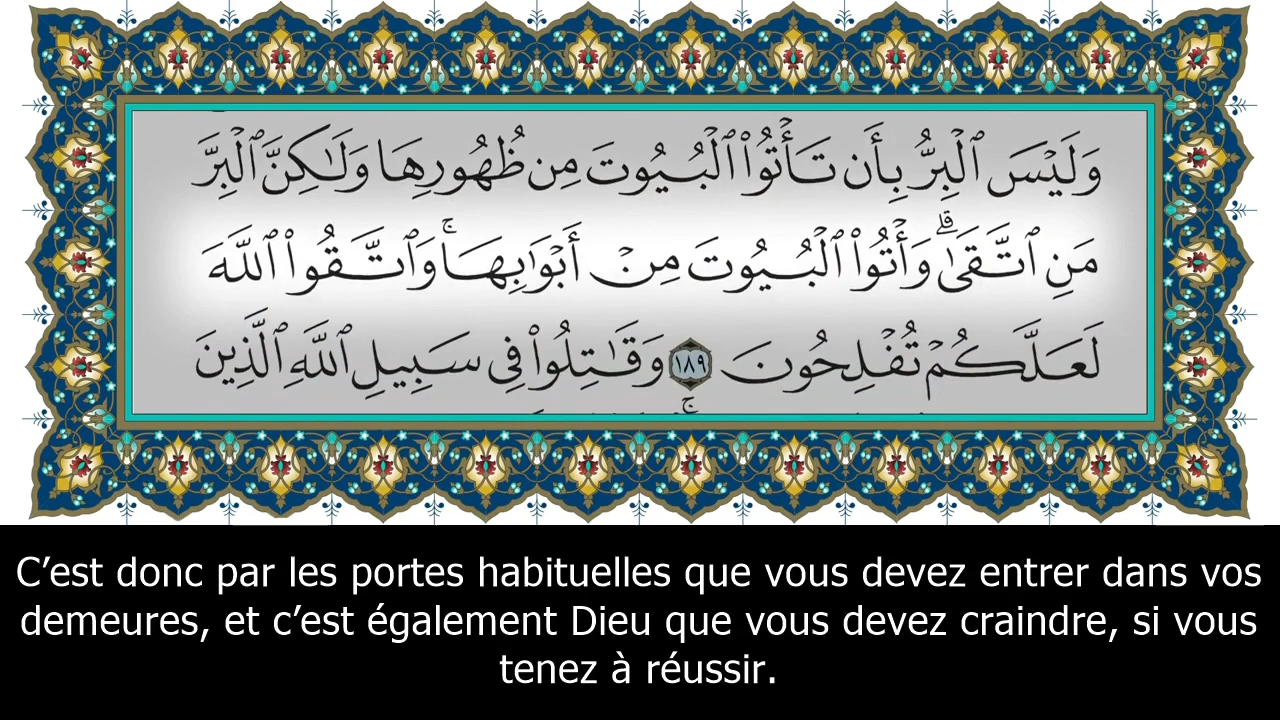 وَلَيْسَ ٱلْبِرُّ بِأَن تَأْتُوا۟ ٱلْبُيُوتَ مِن ظُهُورِهَا وَلَـٰكِنَّ ٱلْبِرَّ
مَنِ ٱتَّقَىٰ ۗ وَأْتُوا۟ ٱلْبُيُوتَ مِنْ أَبْوَٰبِهَا ۚ وَٱتَّقُوا۟ ٱللَّهَ
لَعَلَّكُمْ تُفْلِحُونَ ١٨٩ وَقَـٰتِلُوا۟ فِى سَبِيلِ ٱللَّهِ ٱلَّذِينَ
C’est donc par les portes habituelles que vous devez entrer dans vos
demeures, et c’est également Dieu que vous devez craindre, si vous
tenez à réussir.